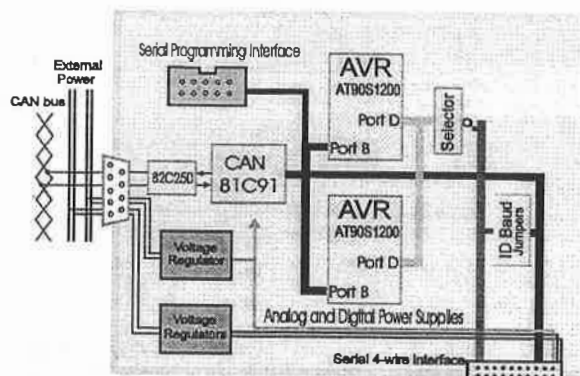 Serial Programming Interface
External
Power
CAN bus
AVR
AT90S1200
Port D
Port B
Selector
82C250
CAN
81C91
AVR
AT90S1200
Port D
Port B
ID Baud
Jumpers
Voltage
Regulator
Voltage
Regulators
Analog and Digital Power Supplies
Serial 4-wire Interface